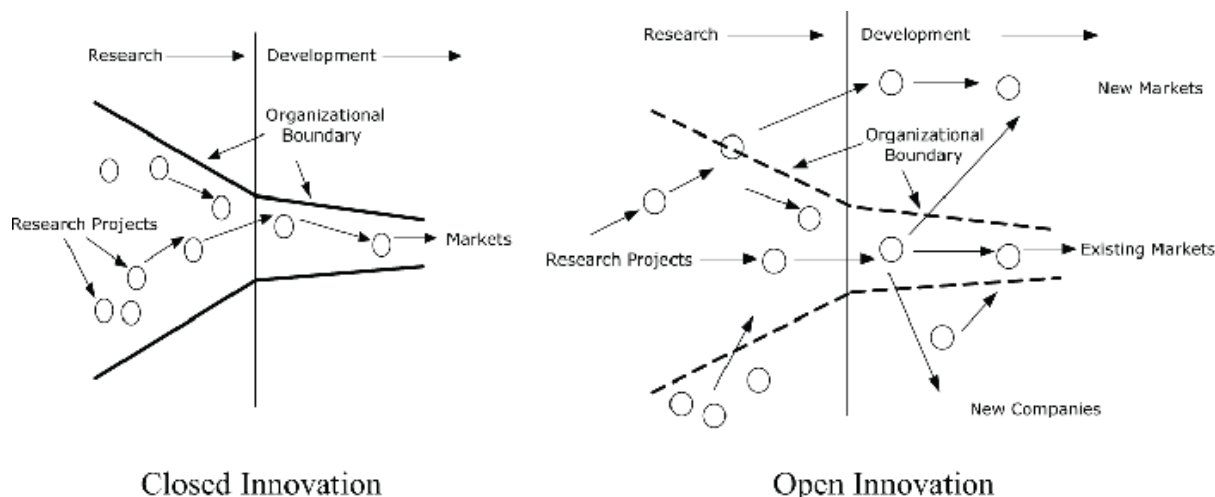 Research
Development
Organizational
Boundary
Research Projects
Markets
Closed Innovation
Research
Development
New Markets
Organizational
Boundary
Research Projects
Existing Markets
New Companies
Open Innovation